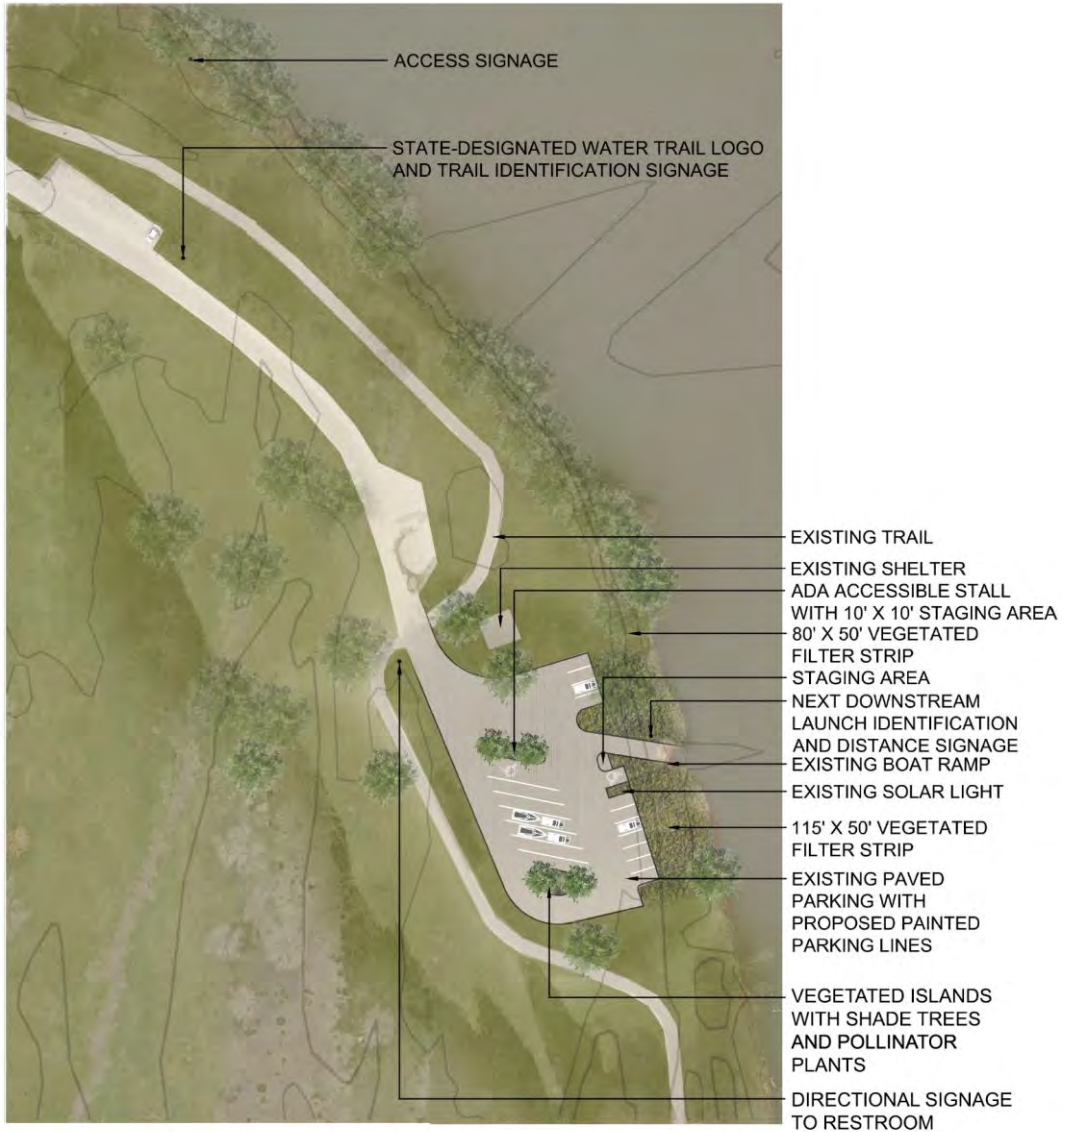 ACCESS SIGNAGE
STATE-DESIGNATED WATER TRAIL LOGO
AND TRAIL IDENTIFICATION SIGNAGE
EXISTING TRAIL
EXISTING SHELTER
ADA ACCESSIBLE STALL
WITH 10' X 10' STAGING AREA
80' X 50' VEGETATED
FILTER STRIP
STAGING AREA
NEXT DOWNSTREAM
LAUNCH IDENTIFICATION
AND DISTANCE SIGNAGE
EXISTING BOAT RAMP
EXISTING SOLAR LIGHT
115' X 50' VEGETATED
FILTER STRIP
EXISTING PAVED
PARKING WITH
PROPOSED PAINTED
PARKING LINES
VEGETATED ISLANDS
WITH SHADE TREES
AND POLLINATOR
PLANTS
DIRECTIONAL SIGNAGE
TO RESTROOM